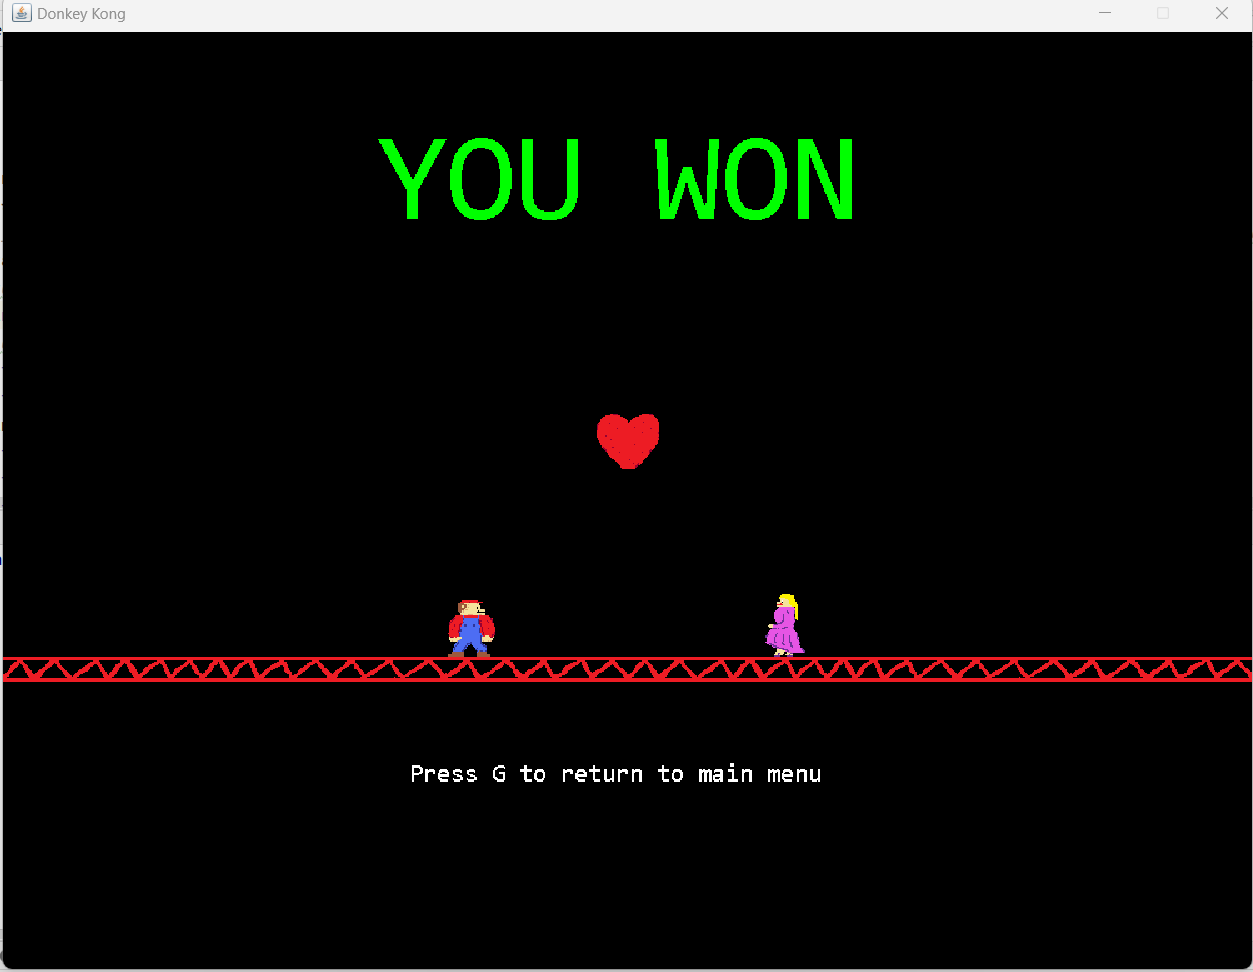 Donkey Kong
YOU WON
Press G to return to main menu